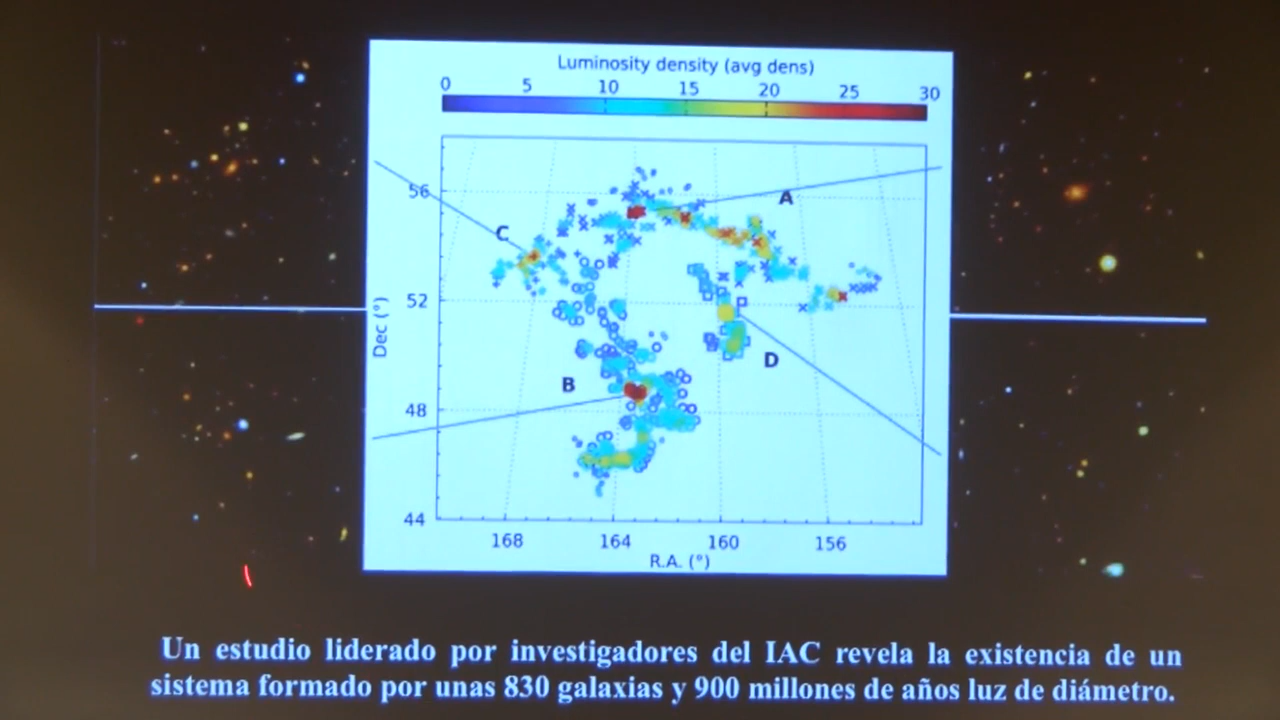 Luminosity density (avg dens)
0 5 10 15 20 25 30
56
A
C
52
Dec (°)
D
B
48
44
168 164 160 156
R.A. (°)
Un estudio liderado por investigadores del IAC revela la existencia de un
sistema formado por unas 830 galaxias y 900 millones de años luz de diámetro.